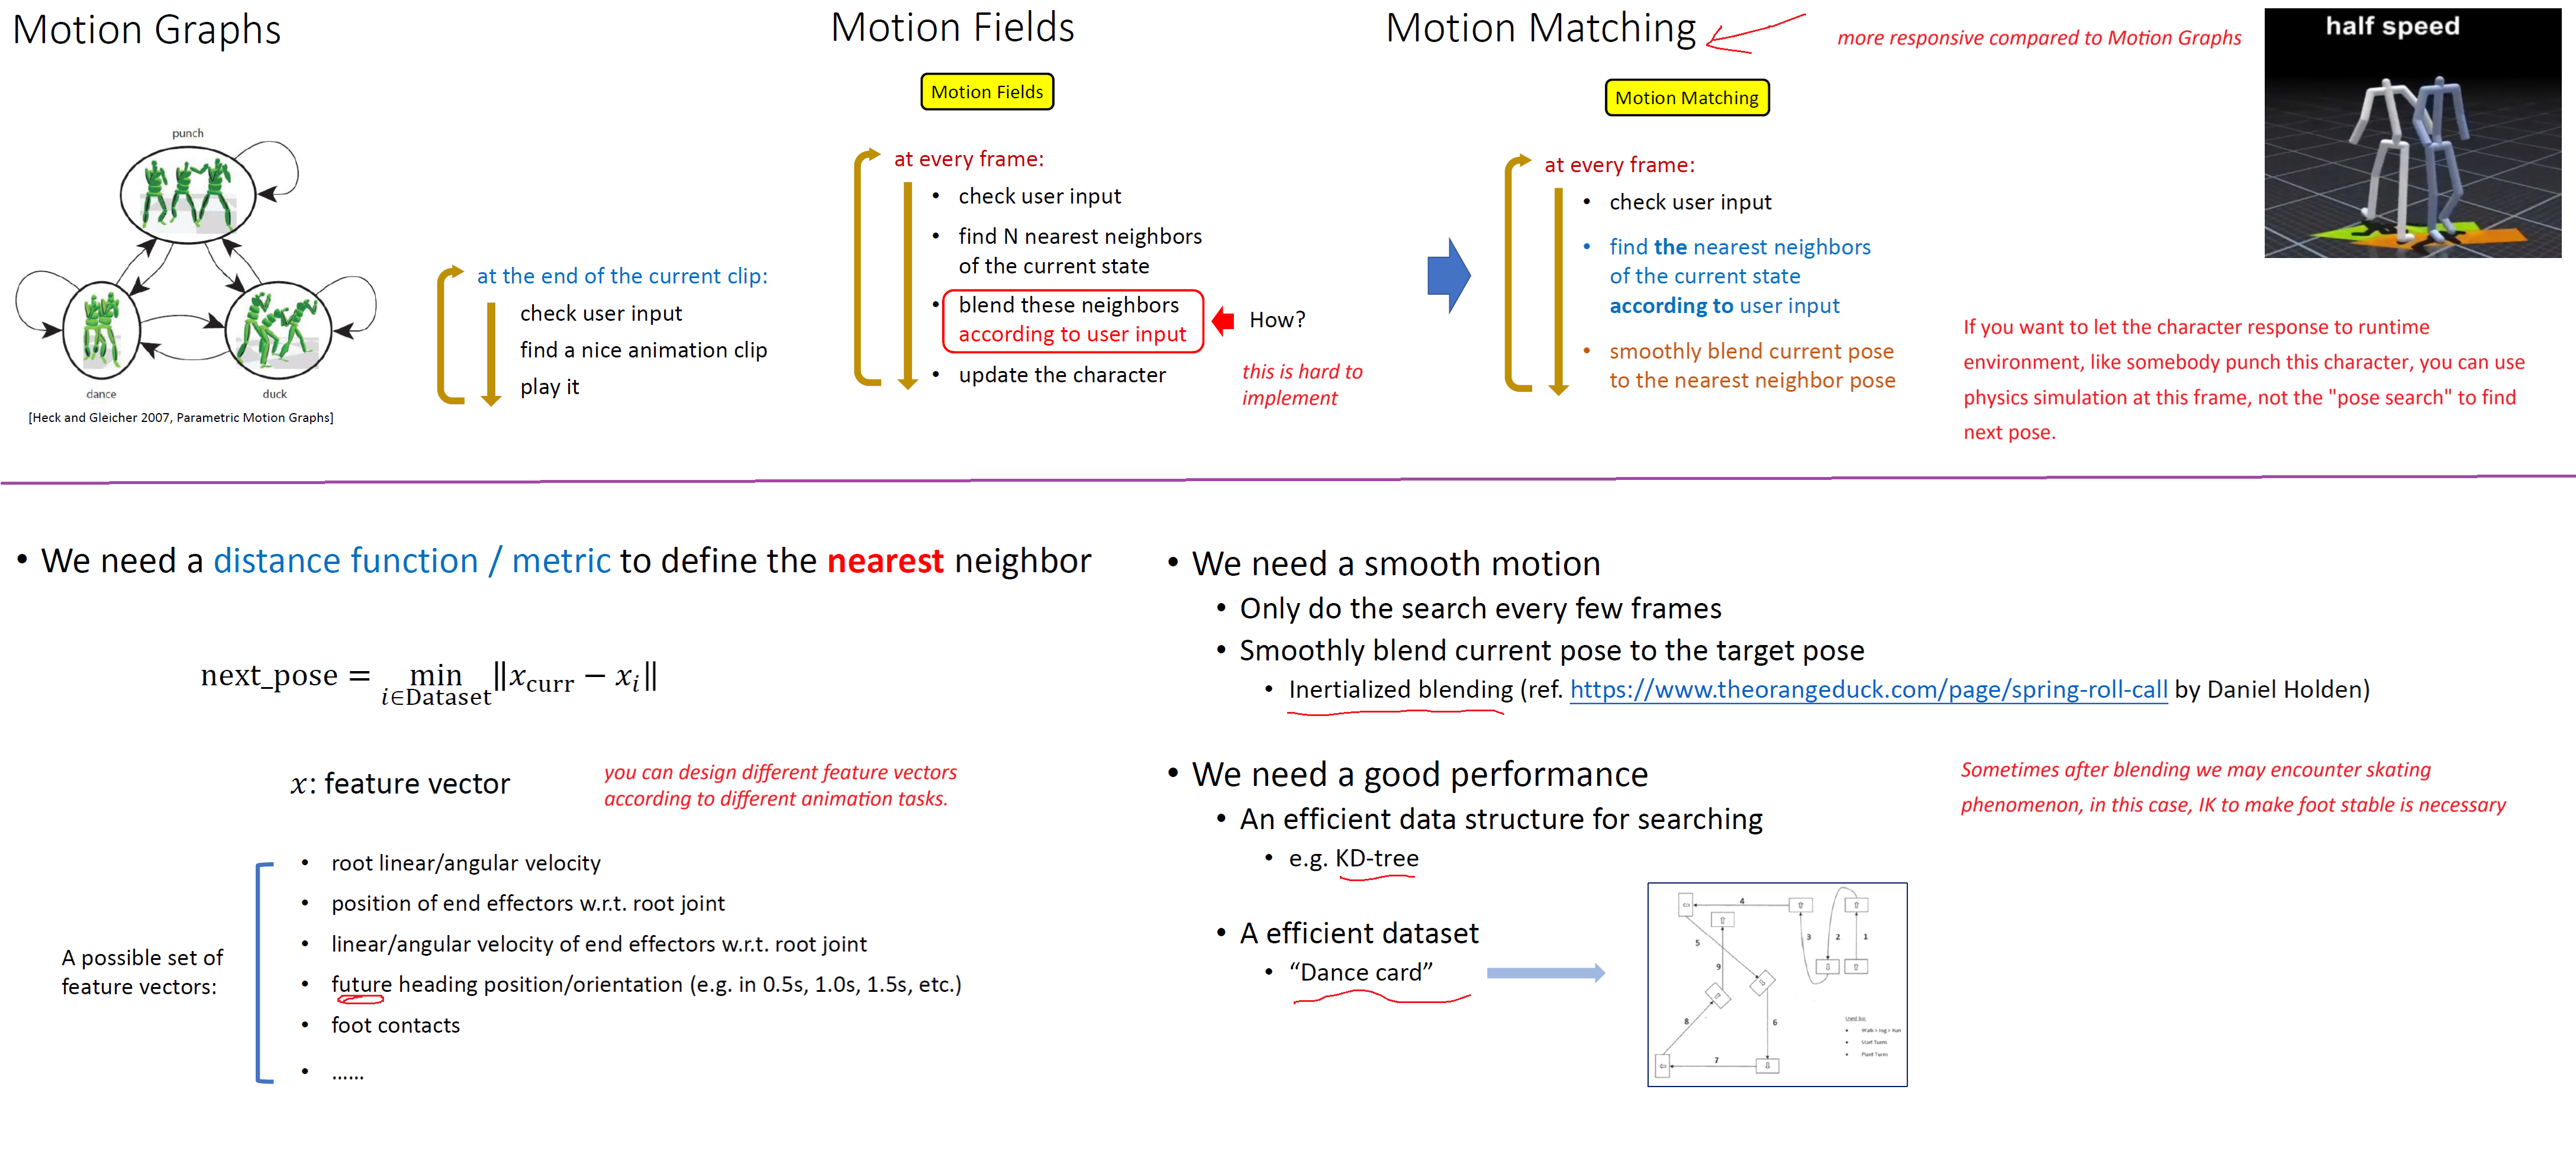 Motion Graphs
punch
dance
duck
[Heck and Gleicher 2007, Parametric Motion Graphs]
at the end of the current clip:
check user input
find a nice animation clip
play it
Motion Fields
Motion Fields
at every frame:
• check user input
• find N nearest neighbors
of the current state
• blend these neighbors
according to user input
How?
this is hard to
implement
• update the character
Motion Matching
more responsive compared to Motion Graphs
Motion Matching
at every frame:
• check user input
• find the nearest neighbors
of the current state
according to user input
• smoothly blend current pose
to the nearest neighbor pose
half speed
If you want to let the character response to runtime
environment, like somebody punch this character, you can use
physics simulation at this frame, not the "pose search" to find
next pose.
• We need a distance function / metric to define the nearest neighbor
next_pose = min ‖x_curr − x_i‖
i∈Dataset
x: feature vector
you can design different feature vectors
according to different animation tasks.
A possible set of
feature vectors:
• root linear/angular velocity
• position of end effectors w.r.t. root joint
• linear/angular velocity of end effectors w.r.t. root joint
• future heading position/orientation (e.g. in 0.5s, 1.0s, 1.5s, etc.)
• foot contacts
• ......
• We need a smooth motion
• Only do the search every few frames
• Smoothly blend current pose to the target pose
• Inertialized blending (ref. https://www.theorangeduck.com/page/spring-roll-call by Daniel Holden)
• We need a good performance
• An efficient data structure for searching
• e.g. KD-tree
• A efficient dataset
• “Dance card”
Sometimes after blending we may encounter skating
phenomenon, in this case, IK to make foot stable is necessary
4
5
3
2
1
9
8
6
7
Used for:
• Walk > Jog > Run
• Start Turns
• Plant Turns